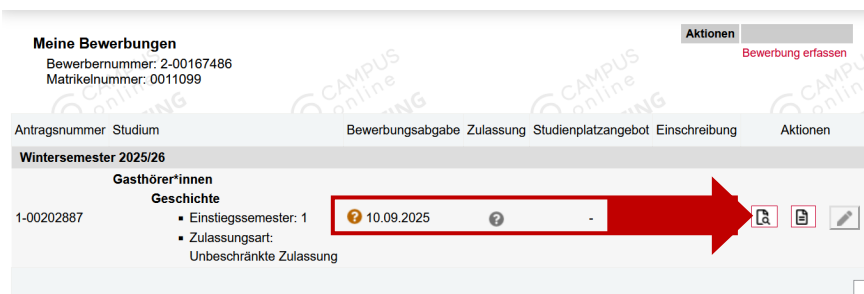 Aktionen
Meine Bewerbungen
Bewerbung erfassen
Bewerbernummer: 2-00167486
Matrikelnummer: 0011099
Antragsnummer Studium Bewerbungsabgabe Zulassung Studienplatzangebot Einschreibung Aktionen
Wintersemester 2025/26
Gasthörer*innen
Geschichte
1-00202887 ▪ Einstiegssemester: 1 10.09.2025 -
▪ Zulassungsart:
Unbeschränkte Zulassung